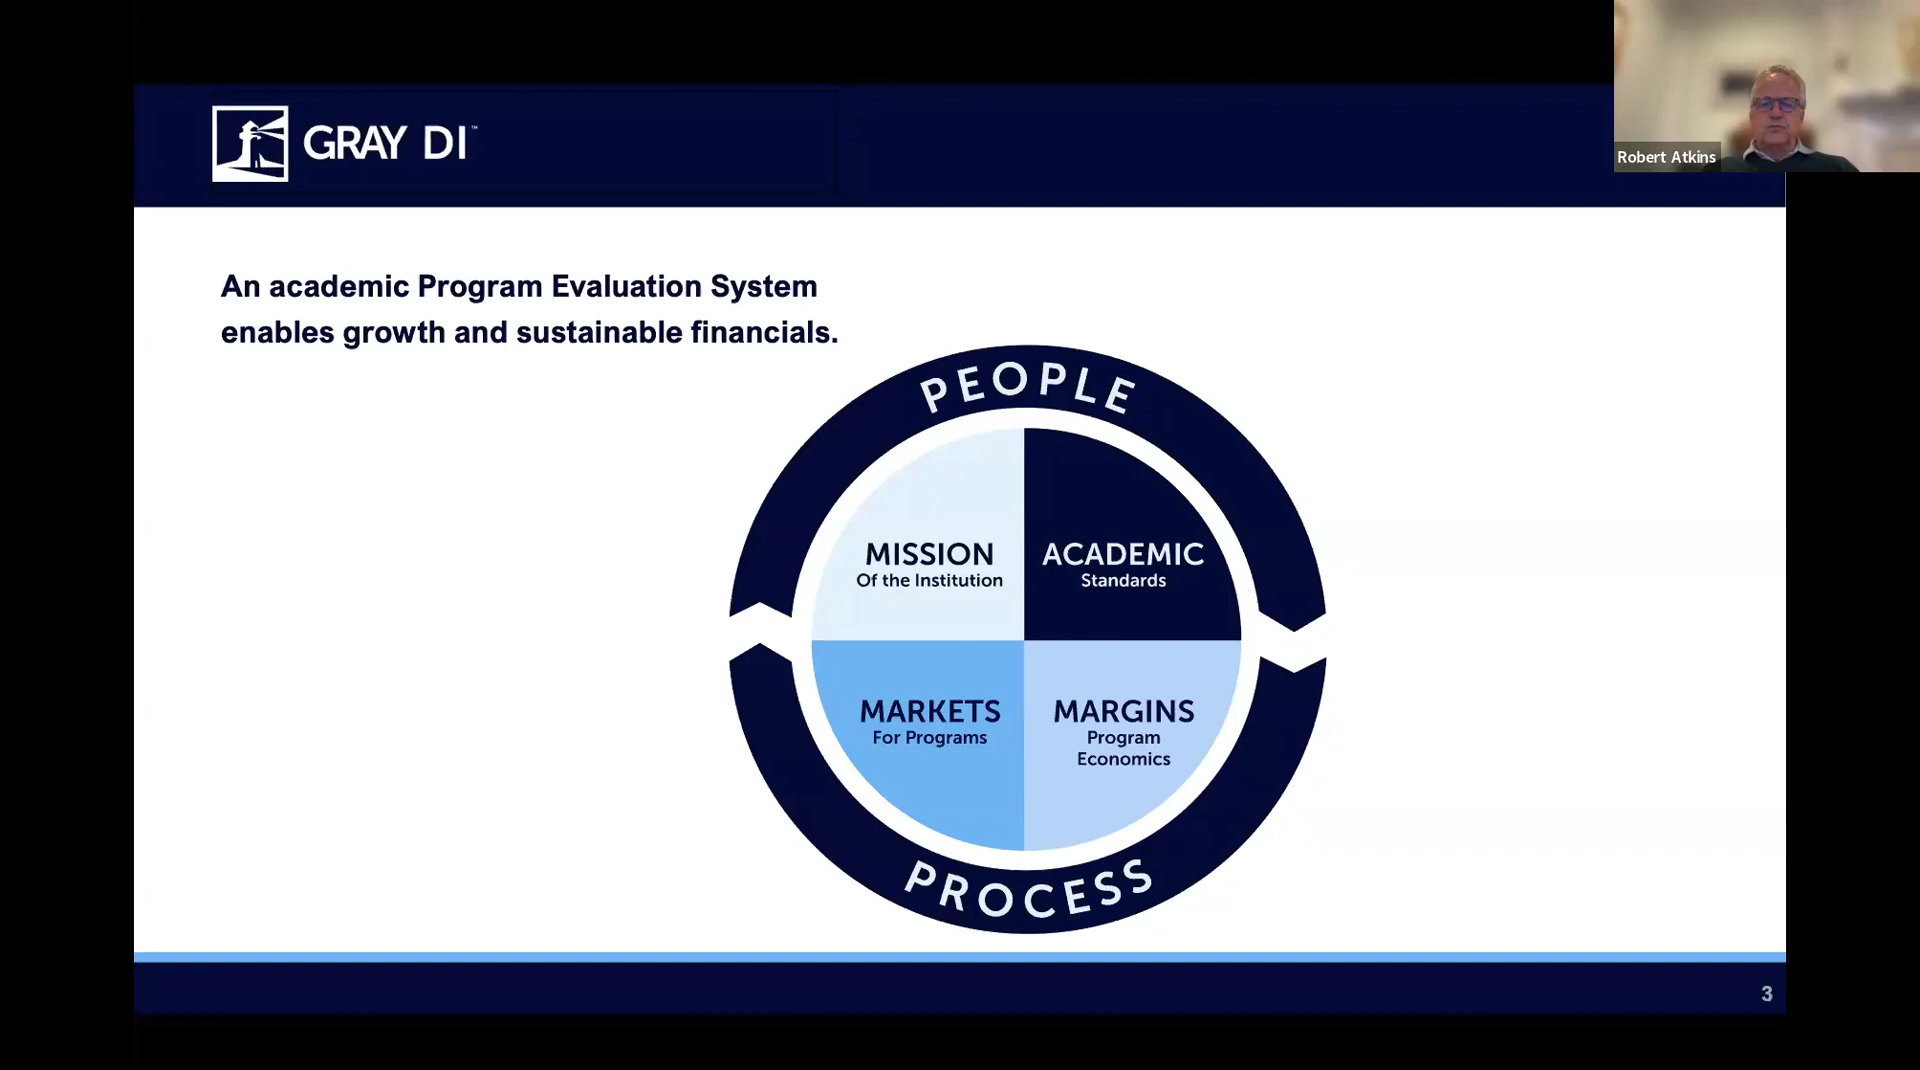 GRAY DI™
Robert Atkins
An academic Program Evaluation System
enables growth and sustainable financials.
PEOPLE
MISSION
Of the Institution
ACADEMIC
Standards
MARKETS
For Programs
MARGINS
Program
Economics
PROCESS
3